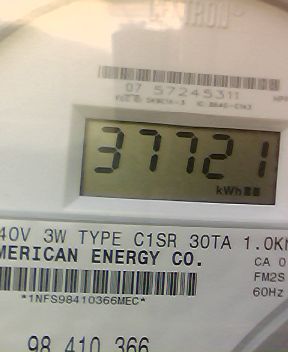 ITRON
07 57245311
37721
kWh
40V 3W TYPE C1SR 30TA 1.0K
MERICAN ENERGY CO.
CA 0
FM2S
60Hz
*1NFS98410366MEC*
98 410 366